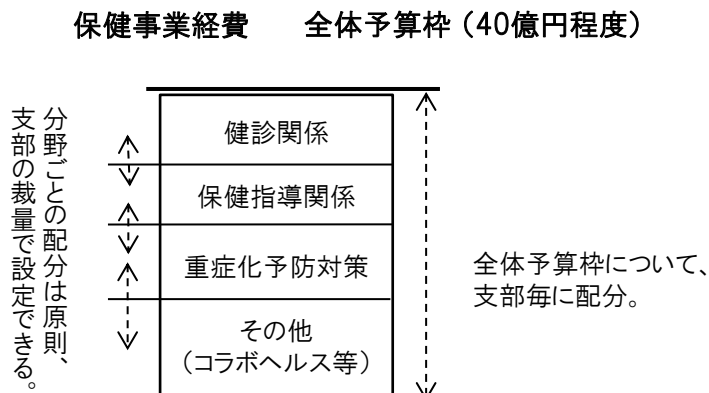 保健事業経費　　全体予算枠（40億円程度）
分野ごとの配分は原則、
支部の裁量で設定できる。
健診関係
保健指導関係
重症化予防対策
その他
（コラボヘルス等）
全体予算枠について、
支部毎に配分。